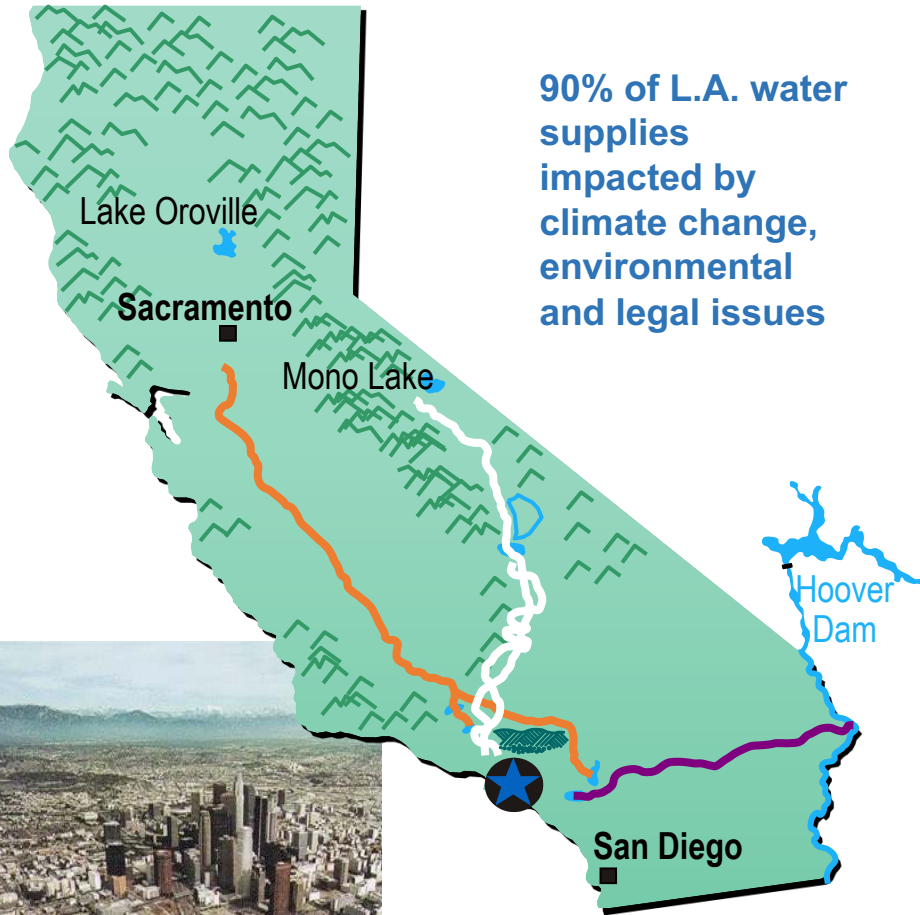 90% of L.A. water
supplies
impacted by
climate change,
environmental
and legal issues
Lake Oroville
Sacramento
Mono Lake
Hoover
Dam
San Diego